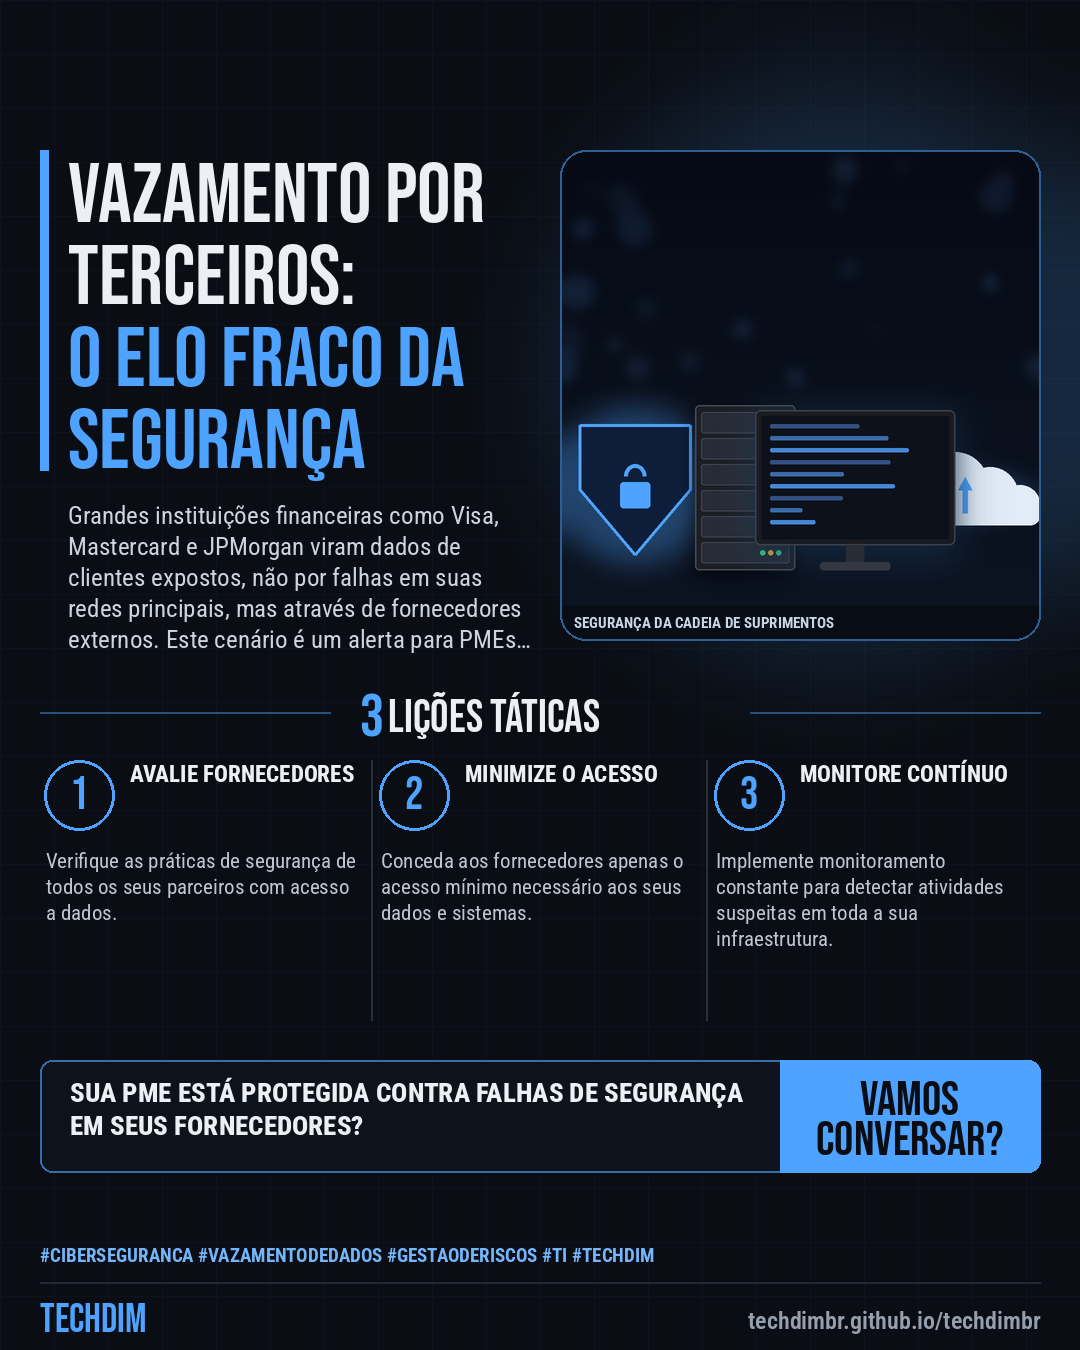 VAZAMENTO POR
TERCEIROS:
O ELO FRACO DA
SEGURANÇA
Grandes instituições financeiras como Visa,
Mastercard e JPMorgan viram dados de
clientes expostos, não por falhas em suas
redes principais, mas através de fornecedores
externos. Este cenário é um alerta para PMEs...
SEGURANÇA DA CADEIA DE SUPRIMENTOS
3 LIÇÕES TÁTICAS
1 AVALIE FORNECEDORES
Verifique as práticas de segurança de
todos os seus parceiros com acesso
a dados.
2 MINIMIZE O ACESSO
Conceda aos fornecedores apenas o
acesso mínimo necessário aos seus
dados e sistemas.
3 MONITORE CONTÍNUO
Implemente monitoramento
constante para detectar atividades
suspeitas em toda a sua
infraestrutura.
SUA PME ESTÁ PROTEGIDA CONTRA FALHAS DE SEGURANÇA
EM SEUS FORNECEDORES?
VAMOS
CONVERSAR?
#CIBERSEGURANCA #VAZAMENTODEDADOS #GESTAODERISCOS #TI #TECHDIM
TECHDIM
techdimbr.github.io/techdimbr